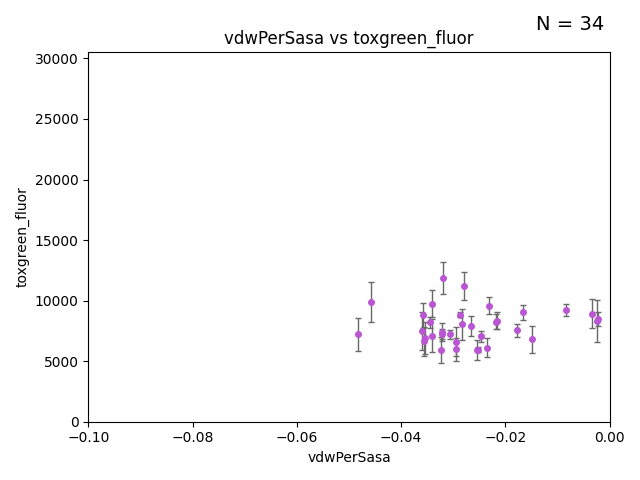 N = 34
vdwPerSasa vs toxgreen_fluor
30000
25000
20000
15000
10000
5000
0
toxgreen_fluor
−0.10 −0.08 −0.06 −0.04 −0.02 0.00
vdwPerSasa